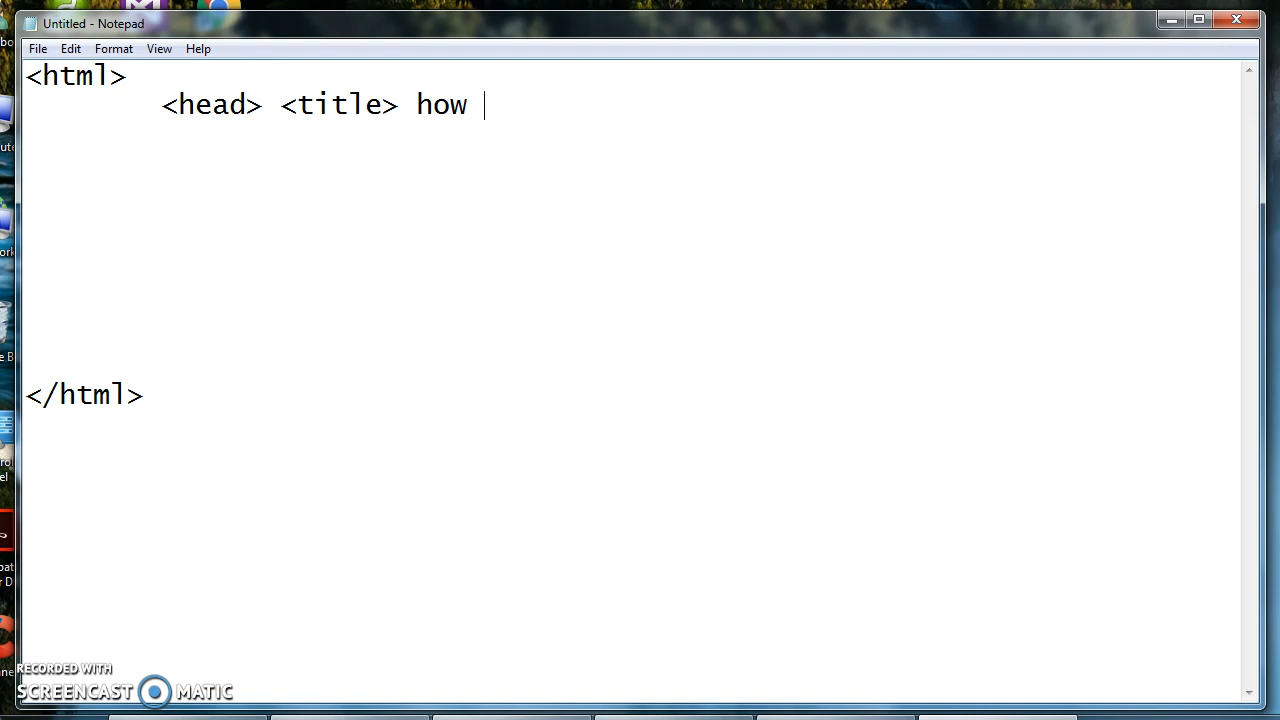 Untitled - Notepad
File Edit Format View Help
<html>
<head> <title> how
</html>
RECORDED WITH
SCREENCAST MATIC